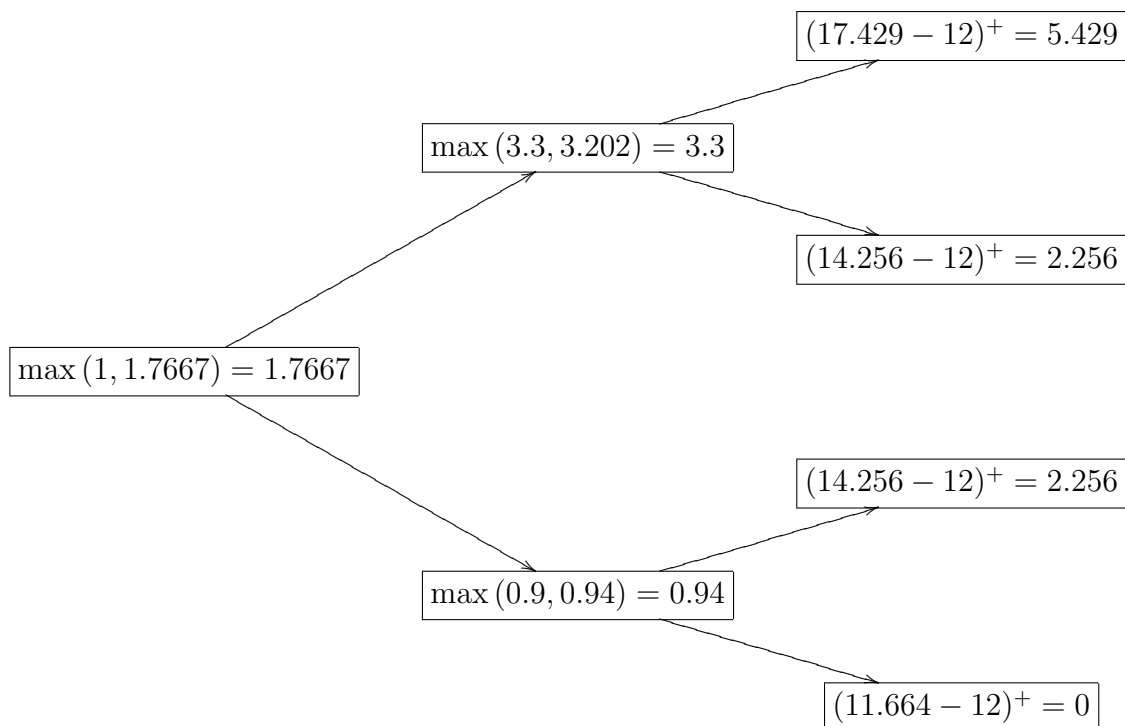 (17.429 − 12)⁺ = 5.429
max (3.3, 3.202) = 3.3
(14.256 − 12)⁺ = 2.256
max (1, 1.7667) = 1.7667
(14.256 − 12)⁺ = 2.256
max (0.9, 0.94) = 0.94
(11.664 − 12)⁺ = 0